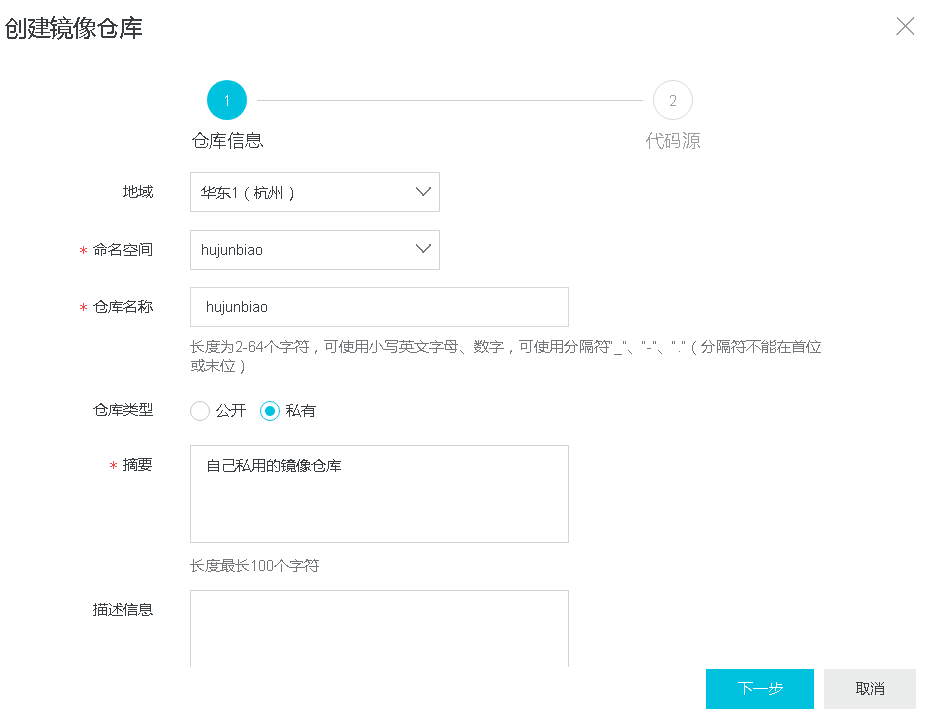 创建镜像仓库
1
2
仓库信息
代码源
地域
华东1（杭州）
* 命名空间
hujunbiao
* 仓库名称
hujunbiao
长度为2-64个字符，可使用小写英文字母、数字，可使用分隔符"_"、"-"、"."（分隔符不能在首位
或末位）
仓库类型
公开
私有
* 摘要
自己私用的镜像仓库
长度最长100个字符
描述信息
下一步
取消